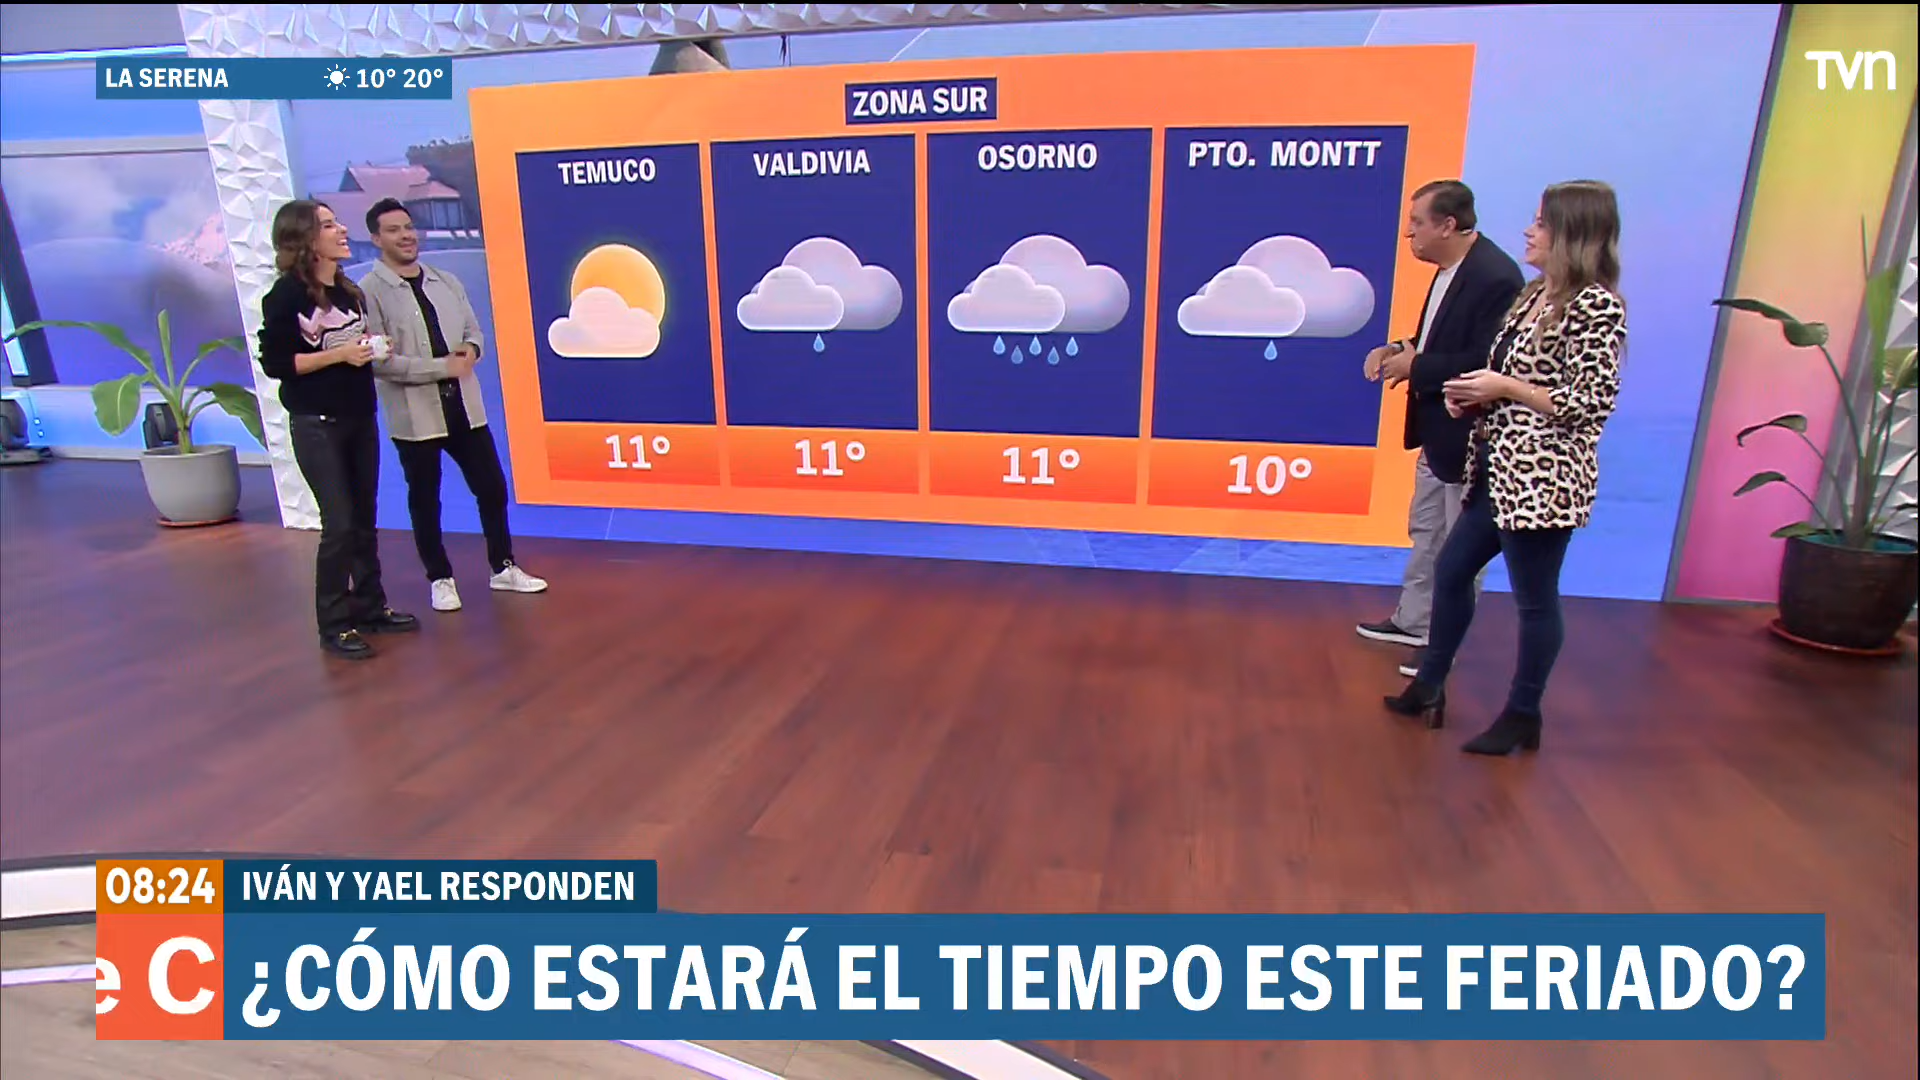 LA SERENA 10° 20°
TVN
ZONA SUR
TEMUCO VALDIVIA OSORNO PTO. MONTT
11° 11° 11° 10°
08:24 IVÁN Y YAEL RESPONDEN
e C ¿CÓMO ESTARÁ EL TIEMPO ESTE FERIADO?